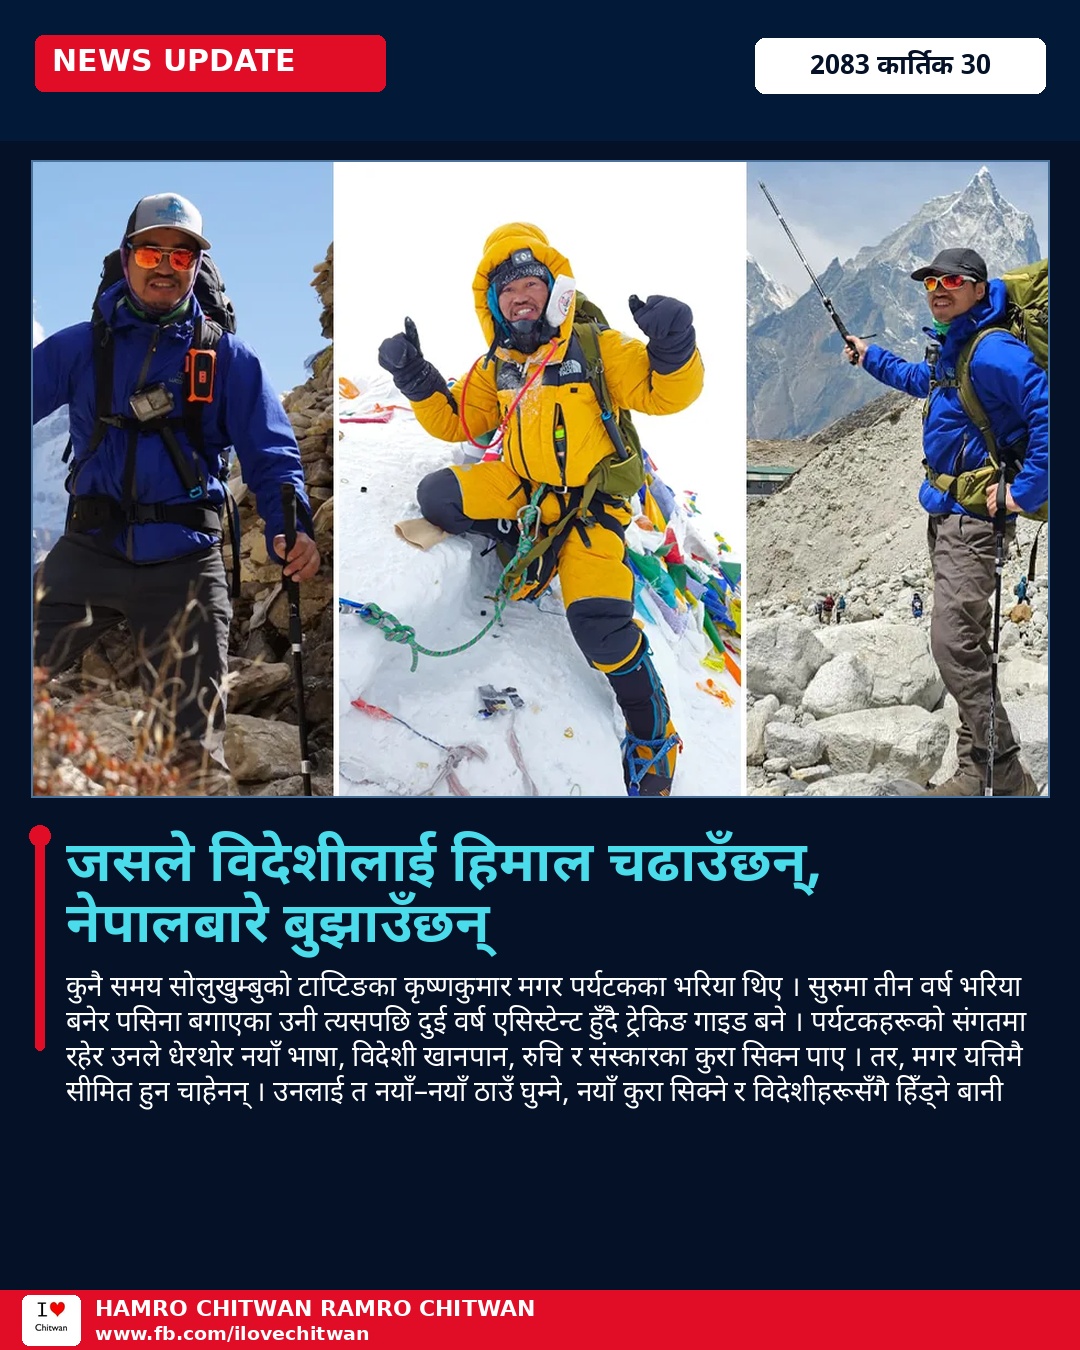 NEWS UPDATE
2083 कार्तिक 30
जसले विदेशीलाई हिमाल चढाउँछन्,
नेपालबारे बुझाउँछन्
कुनै समय सोलुखुम्बुको टाप्टिङका कृष्णकुमार मगर पर्यटकका भरिया थिए । सुरुमा तीन वर्ष भरिया
बनेर पसिना बगाएका उनी त्यसपछि दुई वर्ष एसिस्टेन्ट हुँदै ट्रेकिङ गाइड बने । पर्यटकहरूको संगतमा
रहेर उनले धेरथोर नयाँ भाषा, विदेशी खानपान, रुचि र संस्कारका कुरा सिक्न पाए । तर, मगर यत्तिमै
सीमित हुन चाहेनन् । उनलाई त नयाँ–नयाँ ठाउँ घुम्ने, नयाँ कुरा सिक्ने र विदेशीहरूसँगै हिँड्ने बानी
I ❤
Chitwan
HAMRO CHITWAN RAMRO CHITWAN
www.fb.com/ilovechitwan